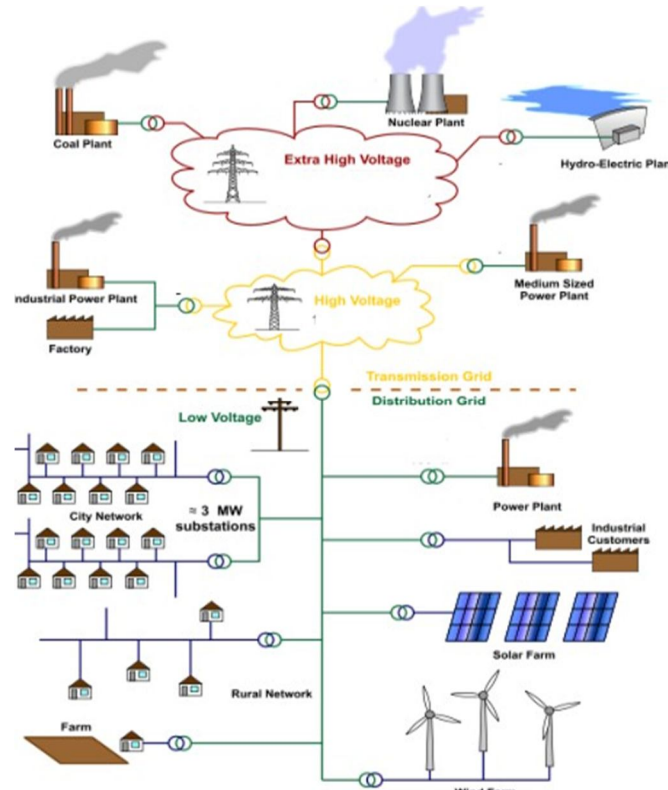 Coal Plant
Nuclear Plant
Extra High Voltage
Hydro-Electric Plan
ndustrial Power Plant
High Voltage
Medium Sized
Power Plant
Factory
Transmission Grid
Distribution Grid
Low Voltage
City Network
≈ 3 MW
substations
Power Plant
Industrial
Customers
Solar Farm
Rural Network
Farm
Wind Farm